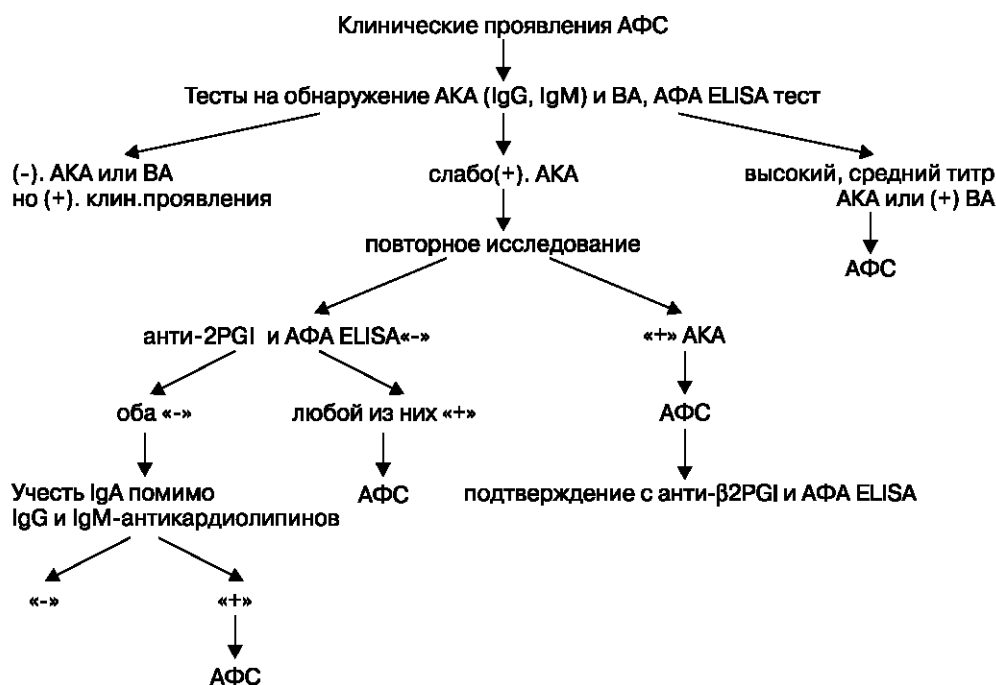 Клинические проявления АФС
Тесты на обнаружение АКА (IgG, IgM) и ВА, АФА ELISA тест
(-). АКА или ВА
но (+). клин.проявления
слабо(+). АКА
высокий, средний титр
АКА или (+) ВА
АФС
повторное исследование
анти-2PGI и АФА ELISA«-»
«+» АКА
оба «-»
любой из них «+»
АФС
Учесть IgA помимо
IgG и IgM-антикардиолипинов
АФС
подтверждение с анти-β2PGI и АФА ELISA
«-»
«+»
АФС